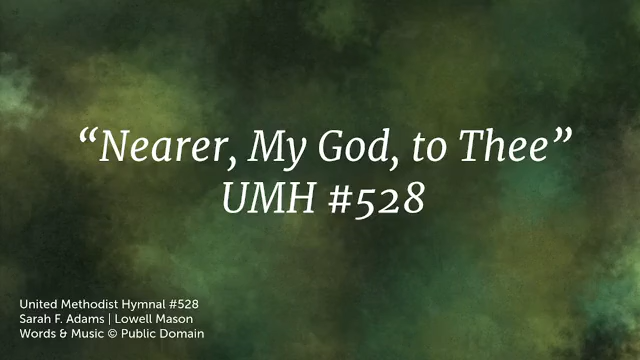 “Nearer, My God, to Thee”
UMH #528
United Methodist Hymnal #528
Sarah F. Adams | Lowell Mason
Words & Music © Public Domain